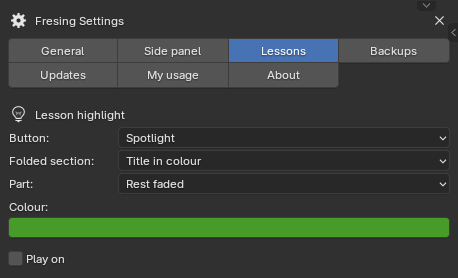 Fresing Settings
General Side panel Lessons Backups
Updates My usage About
Lesson highlight
Button: Spotlight
Folded section: Title in colour
Part: Rest faded
Colour:
Play on